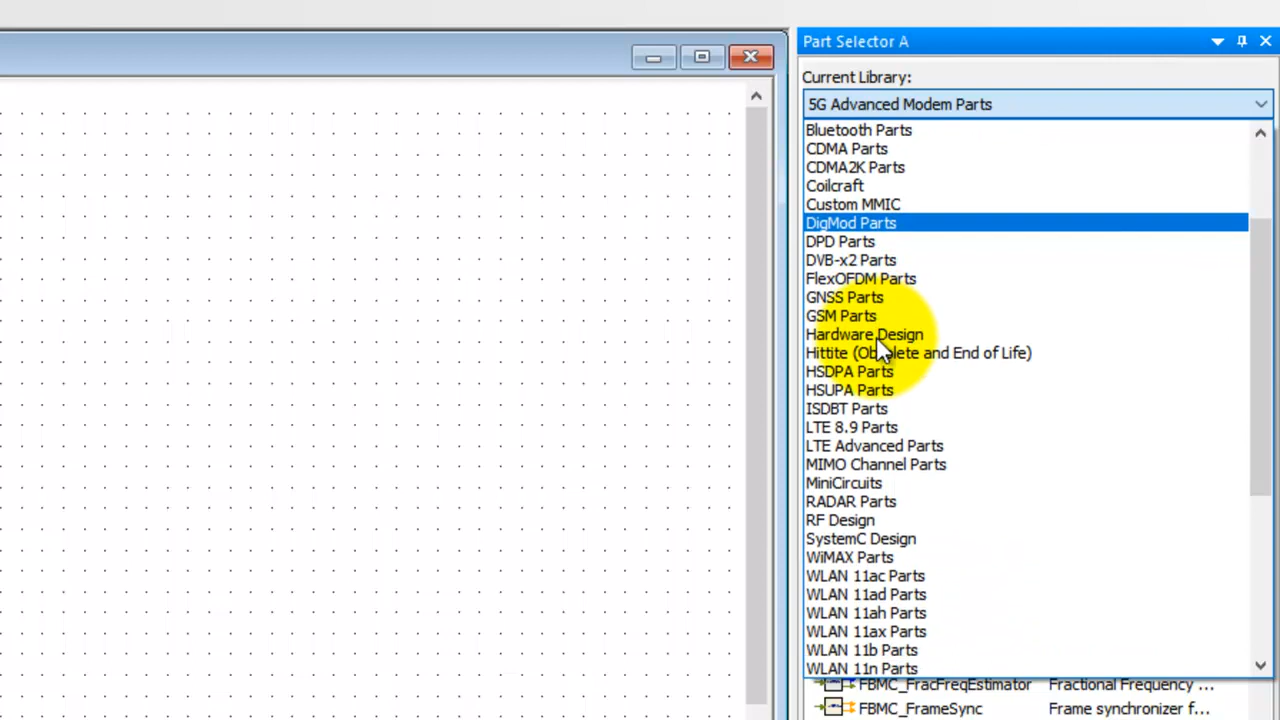 Part Selector A
Current Library:
5G Advanced Modem Parts
Bluetooth Parts
CDMA Parts
CDMA2K Parts
Coilcraft
Custom MMIC
DigMod Parts
DPD Parts
DVB-x2 Parts
FlexOFDM Parts
GNSS Parts
GSM Parts
Hardware Design
Hittite (Obsolete and End of Life)
HSDPA Parts
HSUPA Parts
ISDBT Parts
LTE 8.9 Parts
LTE Advanced Parts
MIMO Channel Parts
MiniCircuits
RADAR Parts
RF Design
SystemC Design
WiMAX Parts
WLAN 11ac Parts
WLAN 11ad Parts
WLAN 11ah Parts
WLAN 11ax Parts
WLAN 11b Parts
WLAN 11n Parts
FBMC_FracFreqEstimator Fractional Frequency ...
FBMC_FrameSync Frame synchronizer f...